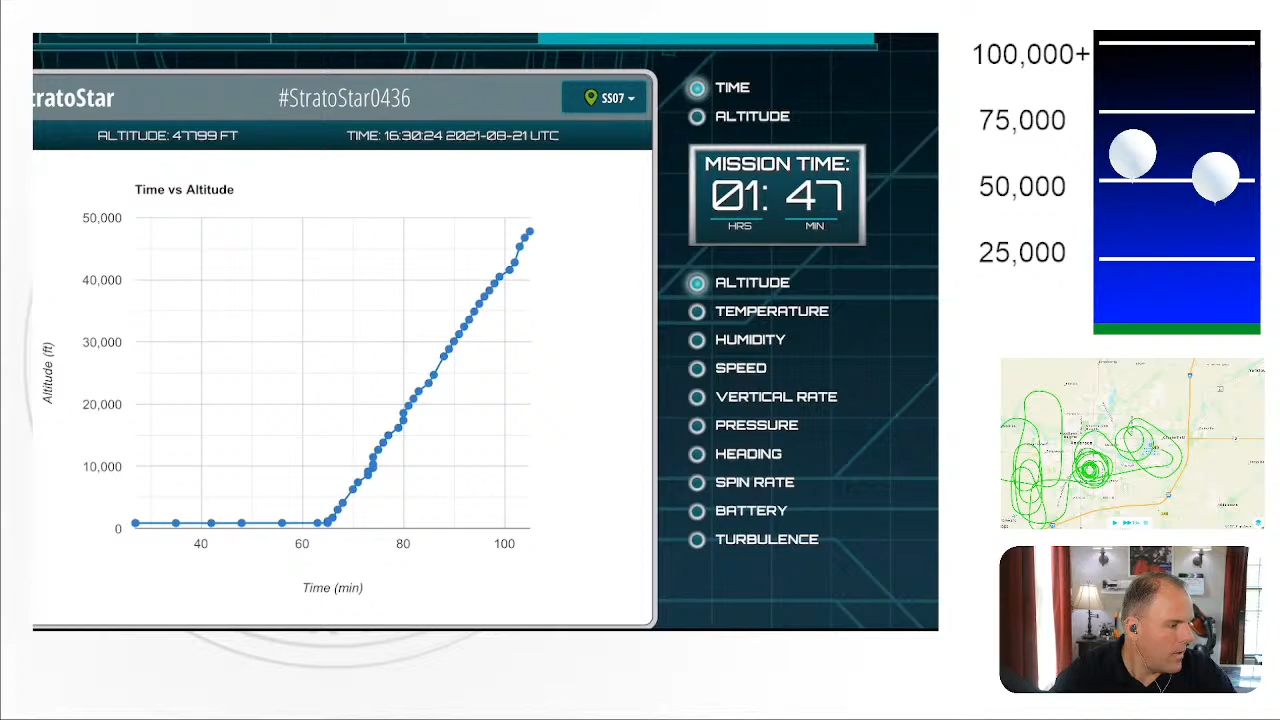 tratoStar
#StratoStar0436
SS07
ALTITUDE: 47799 FT
TIME: 16:30:24 2021-08-21 UTC
Time vs Altitude
50,000
40,000
30,000
20,000
10,000
0
40
60
80
100
Altitude (ft)
Time (min)
TIME
ALTITUDE
MISSION TIME:
01: 47
HRS
MIN
ALTITUDE
TEMPERATURE
HUMIDITY
SPEED
VERTICAL RATE
PRESSURE
HEADING
SPIN RATE
BATTERY
TURBULENCE
100,000+
75,000
50,000
25,000